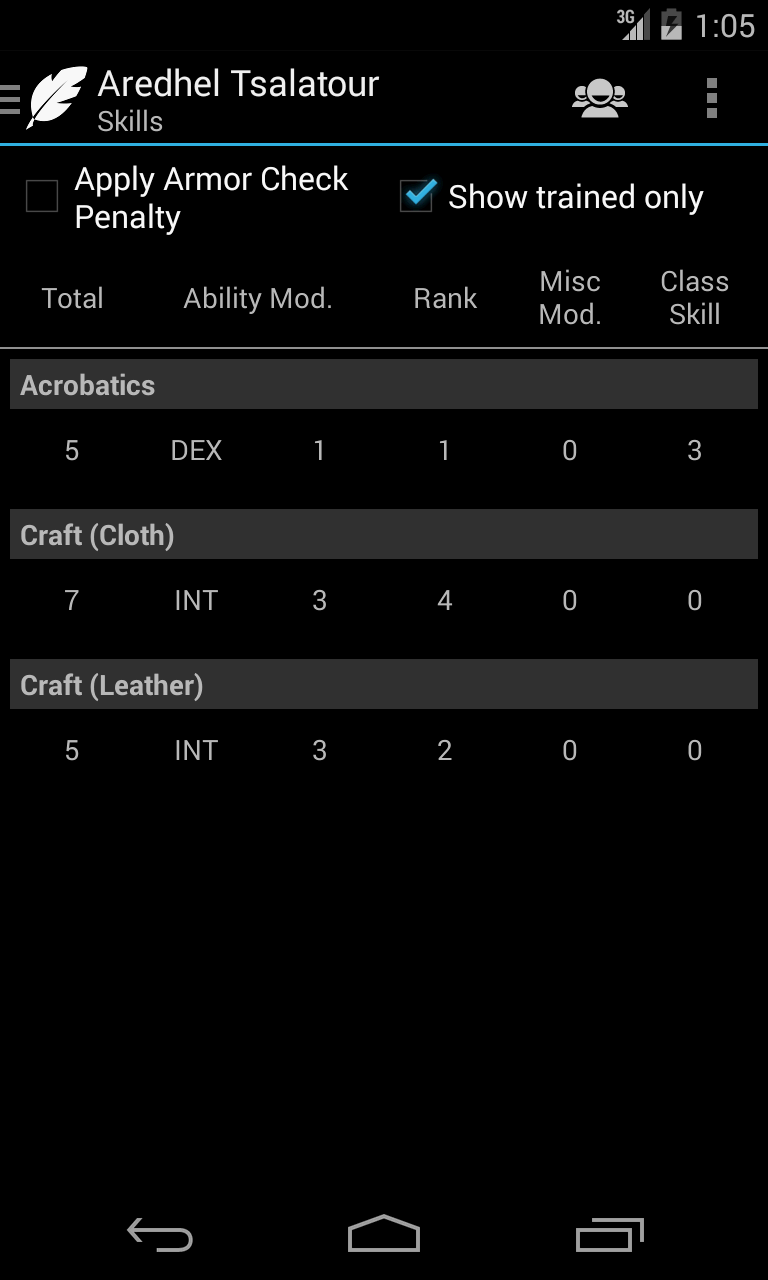 3G 1:05
Aredhel Tsalatour
Skills
Apply Armor Check
Penalty
Show trained only
Total Ability Mod. Rank Misc Mod. Class Skill
Acrobatics
5 DEX 1 1 0 3
Craft (Cloth)
7 INT 3 4 0 0
Craft (Leather)
5 INT 3 2 0 0